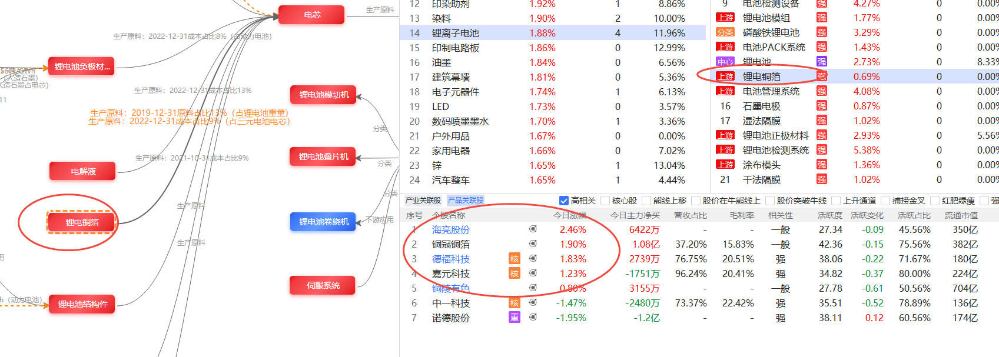 电芯
生产原料
生产原料：2022-12-31成本占比8%（占动力电池）
锂电池负极材...
56吨/GWh
（人造石墨）
造石墨占电芯）
11
生产原料：2022-12-31成本占比13%
锂电池模切机
生产原料：2019-12-31原料占比13%（占锂电池重量）
生产原料：2022-12-31成本占比9%（占三元电池电芯）
分类
生产原料：2021-10-31成本占比9%
锂电池叠片机
分类
电解液
分类
生产原料
锂电铜箔
锂电池卷绕机
下游应用
生产原料
用
伺服系统
h（动力电池）
锂电池结构件
12 印染助剂 1.92% 1 8.86%
13 染料 1.90% 2 10.00%
14 锂离子电池 1.88% 4 11.96%
15 印制电路板 1.86% 0 12.99%
16 油墨 1.84% 0 6.56%
17 建筑幕墙 1.81% 0 5.36%
18 电子元器件 1.74% 1 6.13%
19 LED 1.73% 0 3.57%
20 数码喷墨墨水 1.70% 1 3.36%
21 户外用品 1.67% 0 0.00%
22 家用电器 1.66% 0 7.02%
23 锌 1.65% 1 13.04%
24 汽车整车 1.65% 1 4.44%
9 电池检测设备 强 4.27% 0 0.00%
上游 锂电池模组 强 1.77% 0 0.00%
分类 磷酸铁锂电池 强 3.29% 0 0.00%
上游 电池PACK系统 强 1.43% 0 0.00%
中心 锂电池 强 2.73% 0 8.33%
上游 锂电铜箔 强 0.69% 0 0.00%
上游 电池管理系统 强 4.08% 0 0.00%
16 石墨电极 强 0.87% 0 0.00%
17 湿法隔膜 强 1.02% 0 0.00%
上游 锂电池正极材料 强 2.93% 0 5.56%
上游 锂电池检测系统 强 5.38% 0 0.00%
上游 涂布模头 强 1.36% 0 0.00%
21 干法隔膜 强 1.02% 0 0.00%
产业关联股 产品关联股 高相关 核心股 能线上移 股价在牛能线上 股价突破牛线 上升通道 捕捞金叉 红肥绿瘦 强
序号 个股名称 今日涨幅 今日主力净买 营收占比 毛利率 相关性 活跃度 活跃变化 活跃占比 流通市值
1 海亮股份 2.46% 6422万 - - 一般 27.34 -0.09 45.56% 350亿
2 铜冠铜箔 1.90% 1.08亿 37.20% 15.83% 一般 42.36 -0.15 75.56% 382亿
3 德福科技 核 1.83% 2739万 76.75% 20.51% 强 38.06 -0.22 71.67% 180亿
4 嘉元科技 核 1.23% -1751万 96.24% 20.41% 强 34.82 -0.37 80.00% 224亿
5 铜陵有色 0.80% 3155万 - - 一般 27.78 -0.61 50.56% 704亿
6 中一科技 核 -1.47% -2480万 73.37% 22.42% 强 35.51 -0.52 78.89% 136亿
7 诺德股份 重 -1.95% -1.2亿 - - 强 38.11 0.12 60.56% 174亿